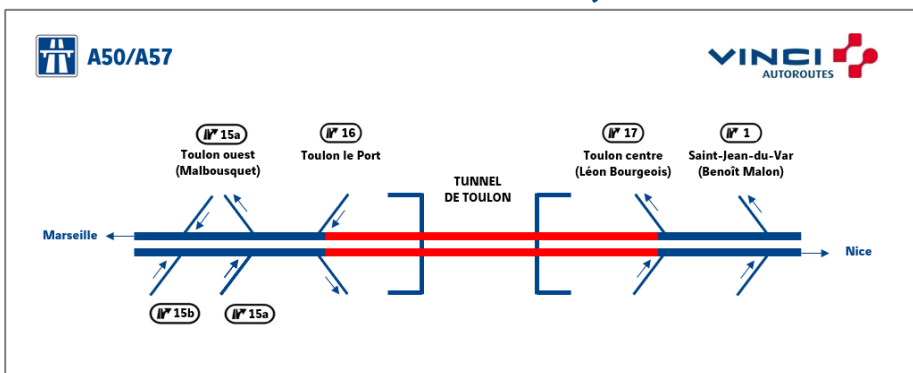 A50/A57
VINCI
AUTOROUTES
15a
Toulon ouest
(Malbousquet)
16
Toulon le Port
17
Toulon centre
(Léon Bourgeois)
1
Saint-Jean-du-Var
(Benoît Malon)
TUNNEL
DE TOULON
Marseille
Nice
15b
15a